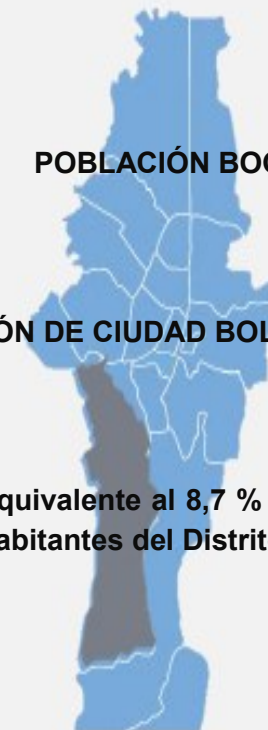 POBLACIÓN BOG
ÓN DE CIUDAD BOL
quivalente al 8,7 %
abitantes del Distrit